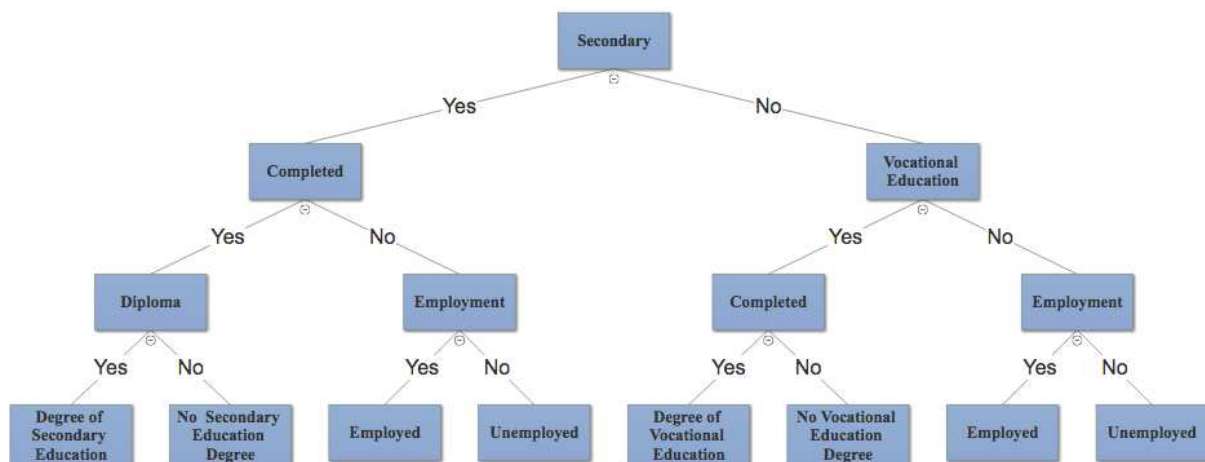 Secondary
Yes
No
Completed
Vocational
Education
Yes
No
Yes
No
Diploma
Employment
Completed
Employment
Yes
No
Yes
No
Yes
No
Yes
No
Degree of
Secondary
Education
No Secondary
Education
Degree
Employed
Unemployed
Degree of
Vocational
Education
No Vocational
Education
Degree
Employed
Unemployed